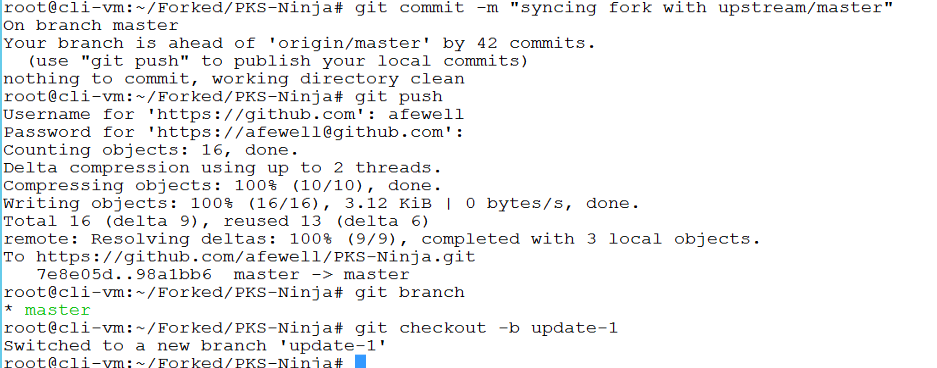 root@cli-vm:~/Forked/PKS-Ninja# git commit -m "syncing fork with upstream/master"
On branch master
Your branch is ahead of 'origin/master' by 42 commits.
  (use "git push" to publish your local commits)
nothing to commit, working directory clean
root@cli-vm:~/Forked/PKS-Ninja# git push
Username for 'https://github.com': afewell
Password for 'https://afewell@github.com':
Counting objects: 16, done.
Delta compression using up to 2 threads.
Compressing objects: 100% (10/10), done.
Writing objects: 100% (16/16), 3.12 KiB | 0 bytes/s, done.
Total 16 (delta 9), reused 13 (delta 6)
remote: Resolving deltas: 100% (9/9), completed with 3 local objects.
To https://github.com/afewell/PKS-Ninja.git
   7e8e05d..98a1bb6  master -> master
root@cli-vm:~/Forked/PKS-Ninja# git branch
* master
root@cli-vm:~/Forked/PKS-Ninja# git checkout -b update-1
Switched to a new branch 'update-1'
root@cli-vm:~/Forked/PKS-Ninja#